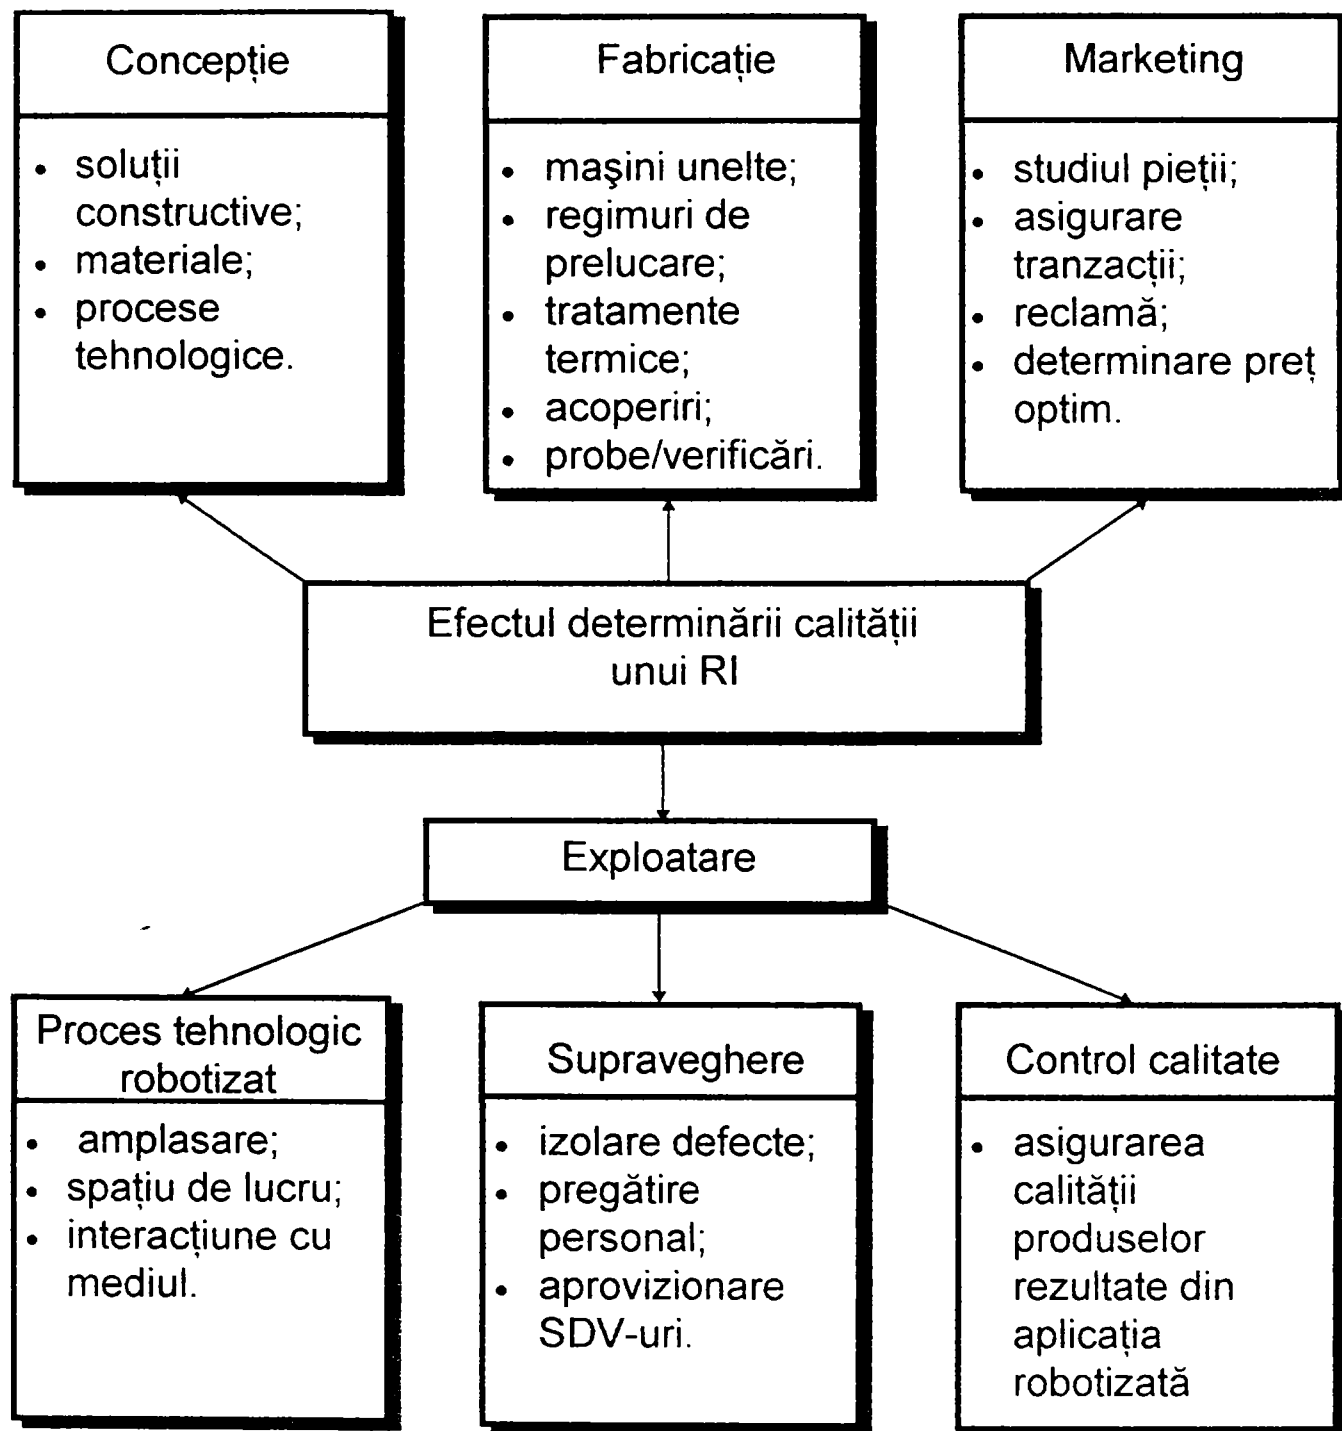 Concepție
• soluții
constructive;
• materiale;
• procese
tehnologice.
Fabricație
• maşini unelte;
• regimuri de
prelucare;
• tratamente
termice;
• acoperiri;
• probe/verificări.
Marketing
• studiul pieții;
• asigurare
tranzacții;
• reclamă;
• determinare preț
optim.
Efectul determinării calității
unui RI
Exploatare
Proces tehnologic
robotizat
• amplasare;
• spațiu de lucru;
• interacțiune cu
mediul.
Supraveghere
• izolare defecte;
• pregătire
personal;
• aprovizionare
SDV-uri.
Control calitate
• asigurarea
calității
produselor
rezultate din
aplicația
robotizată